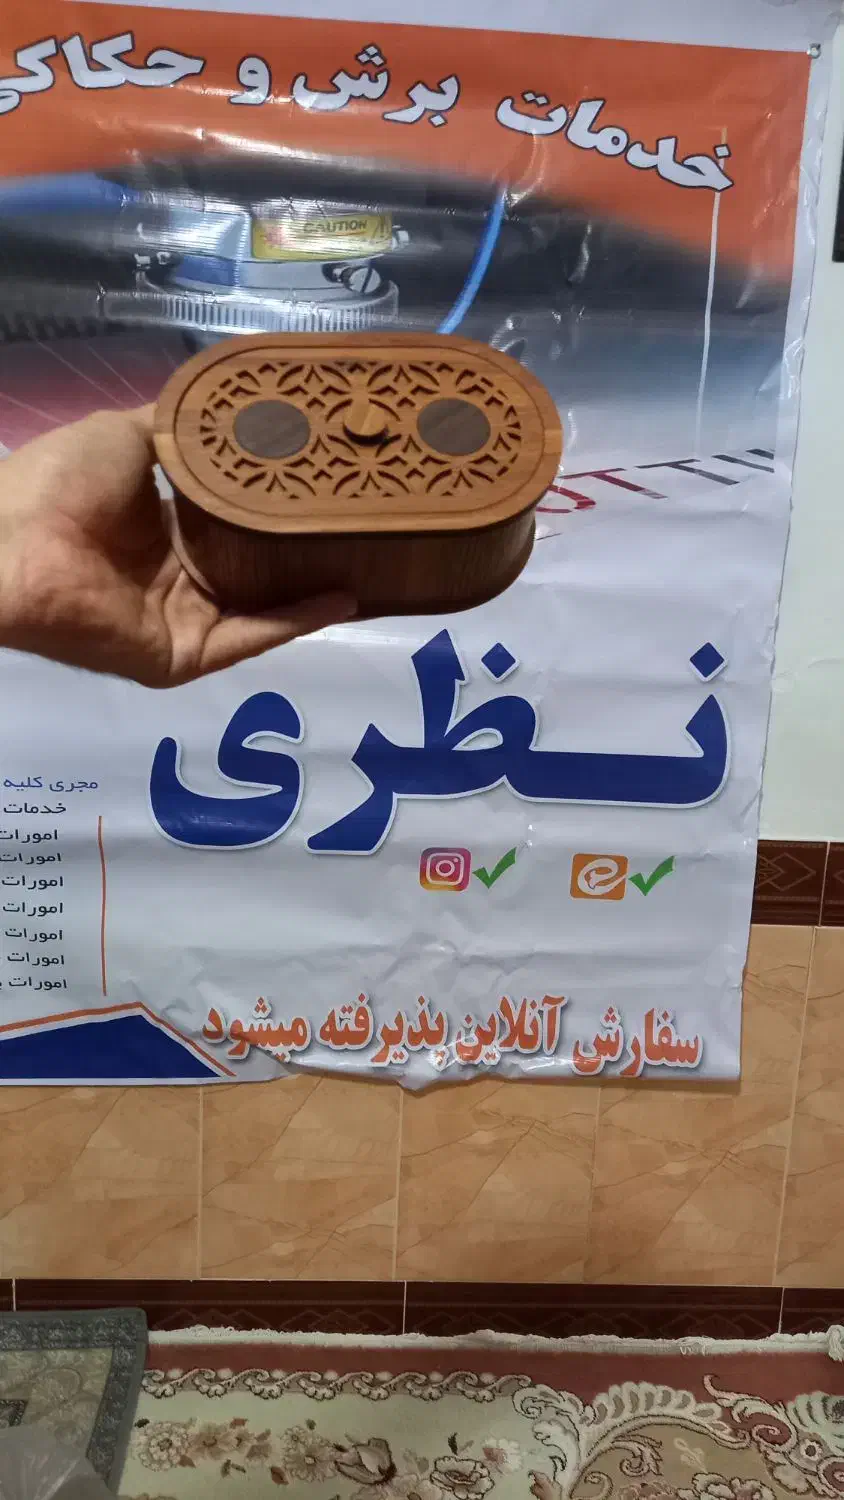 خدمات برش و حکاکی
CAUTION
نظری
مجری کلیه
خدمات
امورات
امورات
امورات
امورات
امورات
امورات
امورات
سفارش آنلاین پذیرفته میشود